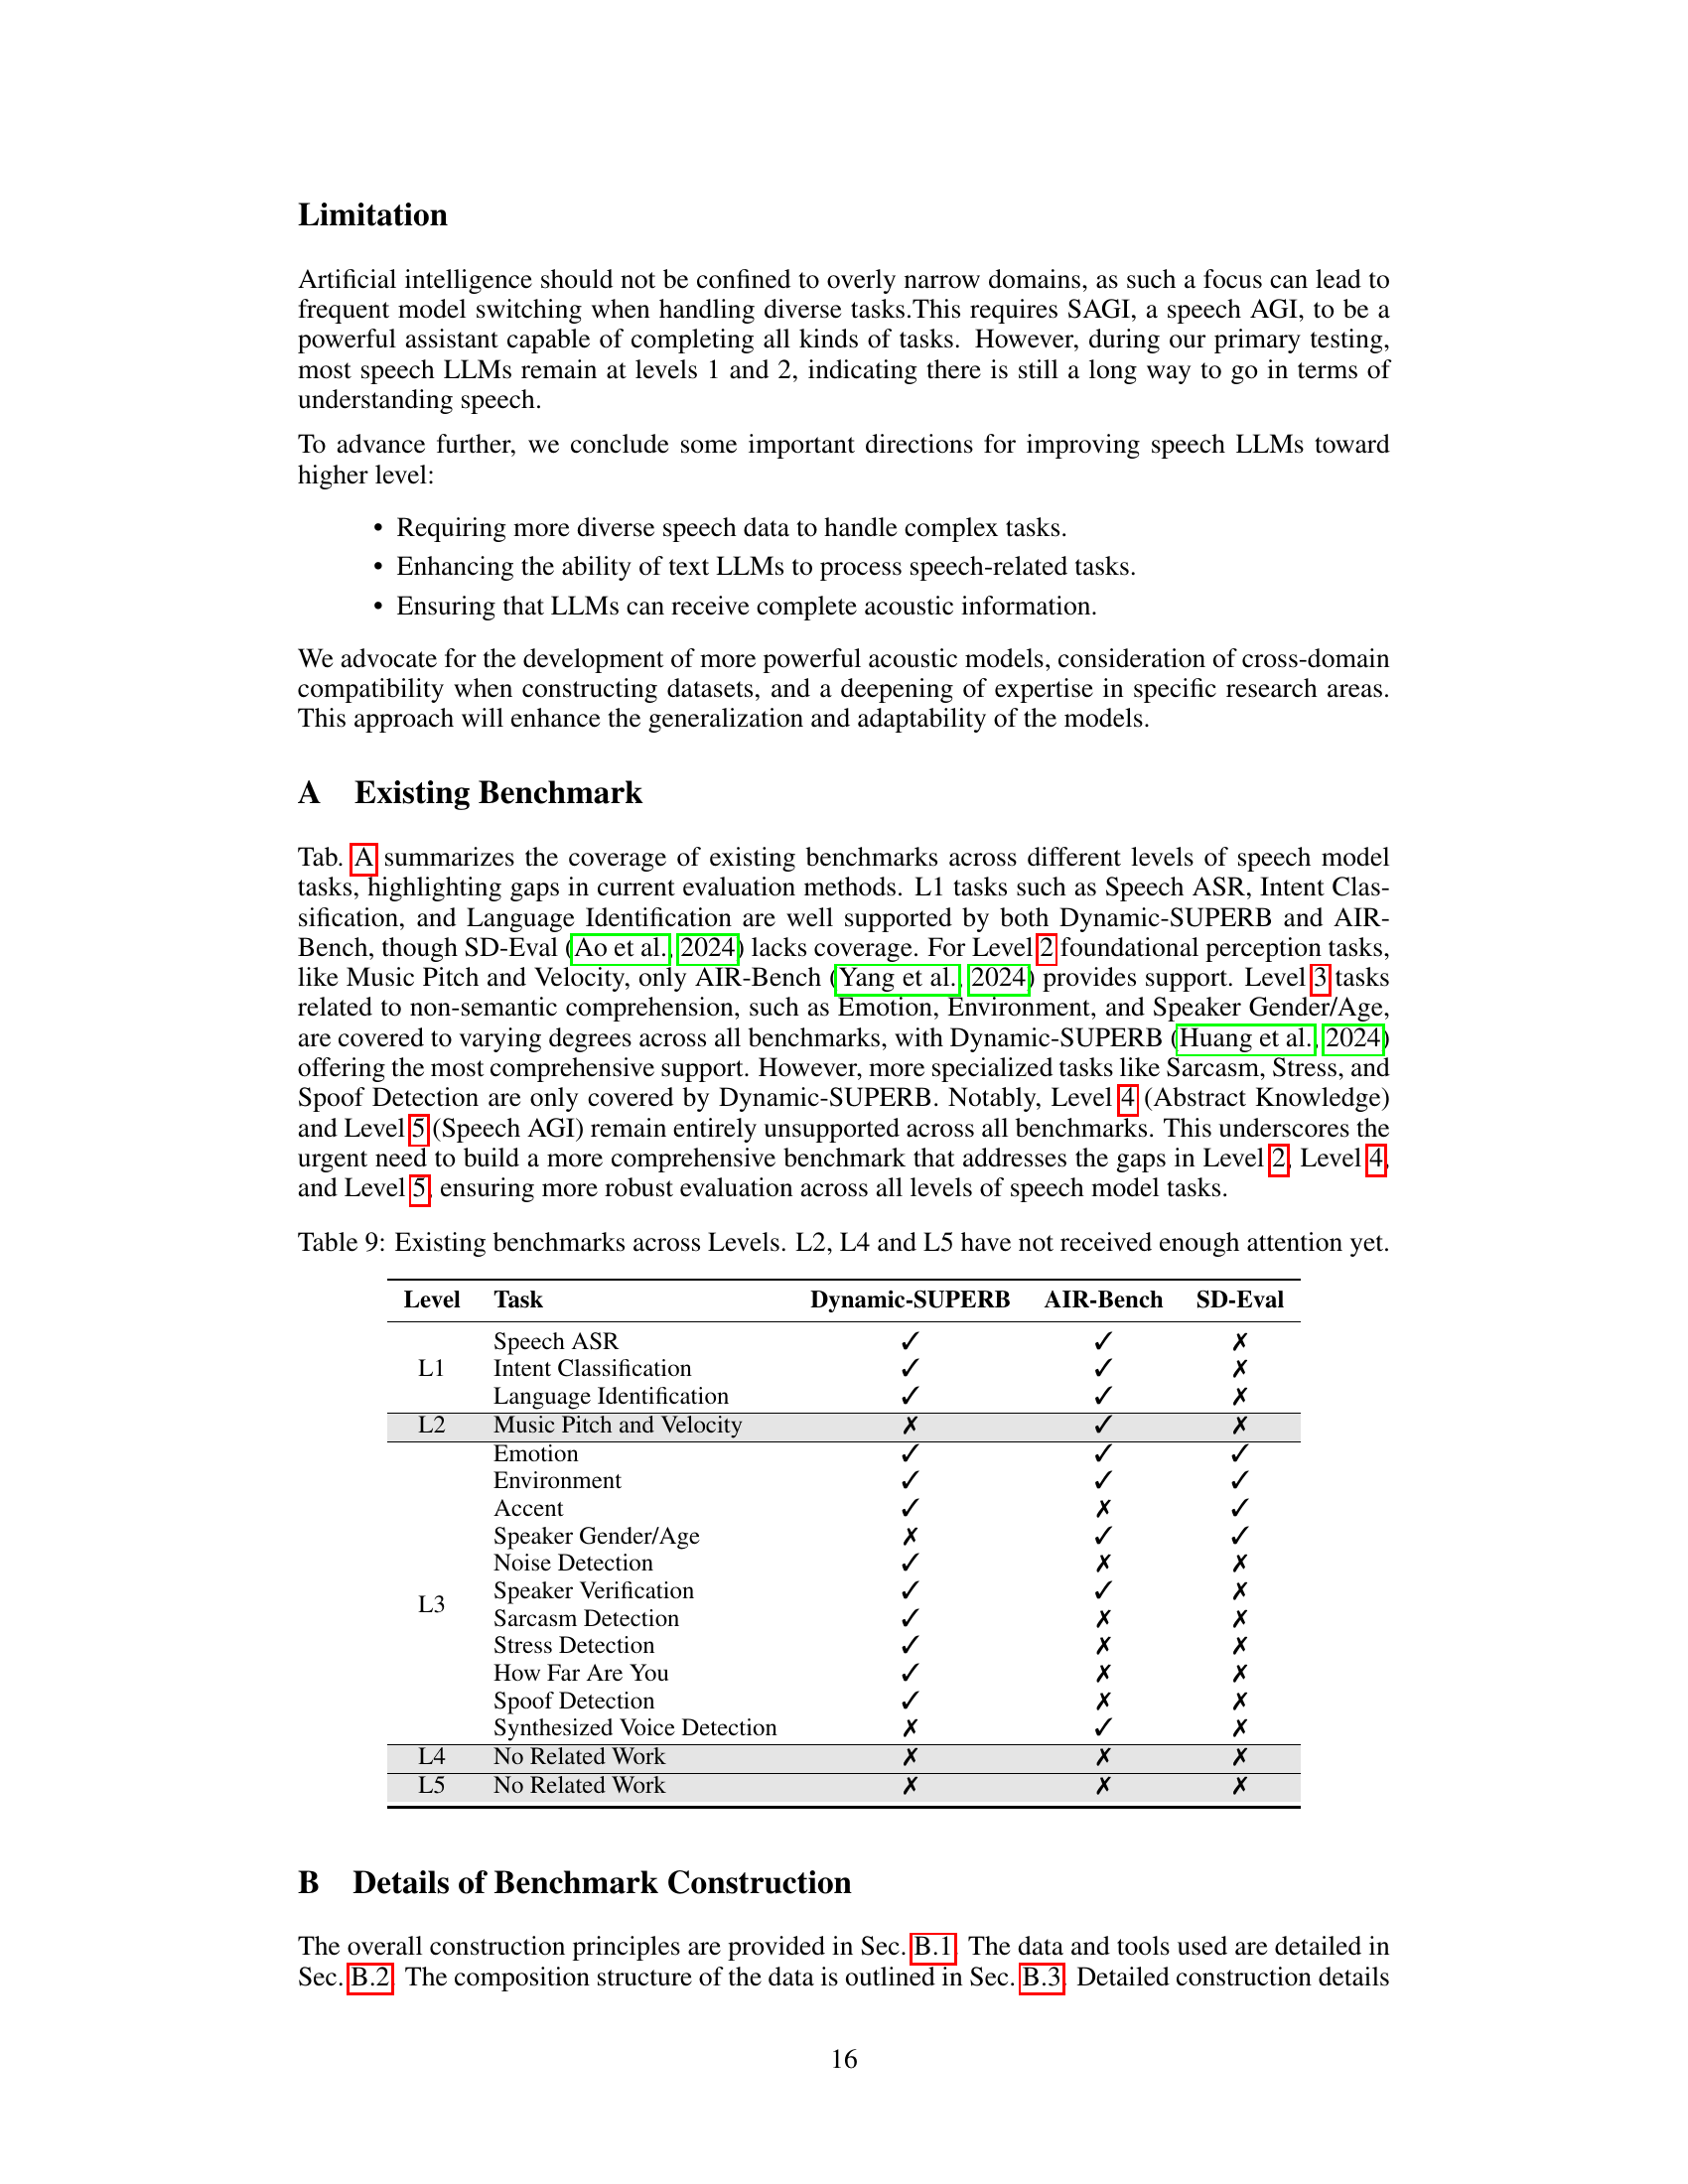 Limitation
Artificial intelligence should not be confined to overly narrow domains, as such a focus can lead to
frequent model switching when handling diverse tasks.This requires SAGI, a speech AGI, to be a
powerful assistant capable of completing all kinds of tasks. However, during our primary testing,
most speech LLMs remain at levels 1 and 2, indicating there is still a long way to go in terms of
understanding speech.
To advance further, we conclude some important directions for improving speech LLMs toward
higher level:
• Requiring more diverse speech data to handle complex tasks.
• Enhancing the ability of text LLMs to process speech-related tasks.
• Ensuring that LLMs can receive complete acoustic information.
We advocate for the development of more powerful acoustic models, consideration of cross-domain
compatibility when constructing datasets, and a deepening of expertise in specific research areas.
This approach will enhance the generalization and adaptability of the models.
A Existing Benchmark
Tab. A summarizes the coverage of existing benchmarks across different levels of speech model
tasks, highlighting gaps in current evaluation methods. L1 tasks such as Speech ASR, Intent Clas-
sification, and Language Identification are well supported by both Dynamic-SUPERB and AIR-
Bench, though SD-Eval (Ao et al., 2024) lacks coverage. For Level 2 foundational perception tasks,
like Music Pitch and Velocity, only AIR-Bench (Yang et al., 2024) provides support. Level 3 tasks
related to non-semantic comprehension, such as Emotion, Environment, and Speaker Gender/Age,
are covered to varying degrees across all benchmarks, with Dynamic-SUPERB (Huang et al., 2024)
offering the most comprehensive support. However, more specialized tasks like Sarcasm, Stress, and
Spoof Detection are only covered by Dynamic-SUPERB. Notably, Level 4 (Abstract Knowledge)
and Level 5 (Speech AGI) remain entirely unsupported across all benchmarks. This underscores the
urgent need to build a more comprehensive benchmark that addresses the gaps in Level 2, Level 4,
and Level 5, ensuring more robust evaluation across all levels of speech model tasks.
Table 9: Existing benchmarks across Levels. L2, L4 and L5 have not received enough attention yet.
Level Task Dynamic-SUPERB AIR-Bench SD-Eval
Speech ASR ✓ ✓ ✗
L1 Intent Classification ✓ ✓ ✗
Language Identification ✓ ✓ ✗
L2 Music Pitch and Velocity ✗ ✓ ✗
Emotion ✓ ✓ ✓
Environment ✓ ✓ ✓
Accent ✓ ✗ ✓
Speaker Gender/Age ✗ ✓ ✓
Noise Detection ✓ ✗ ✗
Speaker Verification ✓ ✓ ✗
L3
Sarcasm Detection ✓ ✗ ✗
Stress Detection ✓ ✗ ✗
How Far Are You ✓ ✗ ✗
Spoof Detection ✓ ✗ ✗
Synthesized Voice Detection ✗ ✓ ✗
L4 No Related Work ✗ ✗ ✗
L5 No Related Work ✗ ✗ ✗
B Details of Benchmark Construction
The overall construction principles are provided in Sec. B.1. The data and tools used are detailed in
Sec. B.2. The composition structure of the data is outlined in Sec. B.3. Detailed construction details
16